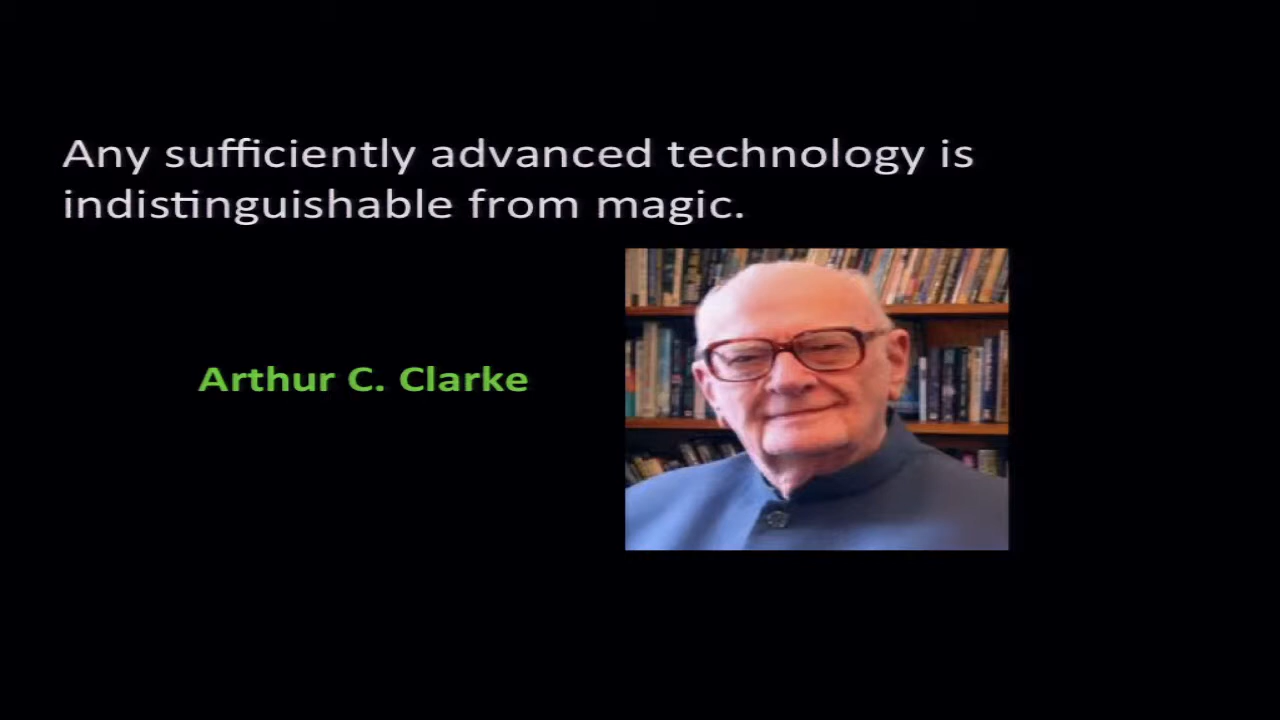 Any sufficiently advanced technology is
indistinguishable from magic.
Arthur C. Clarke